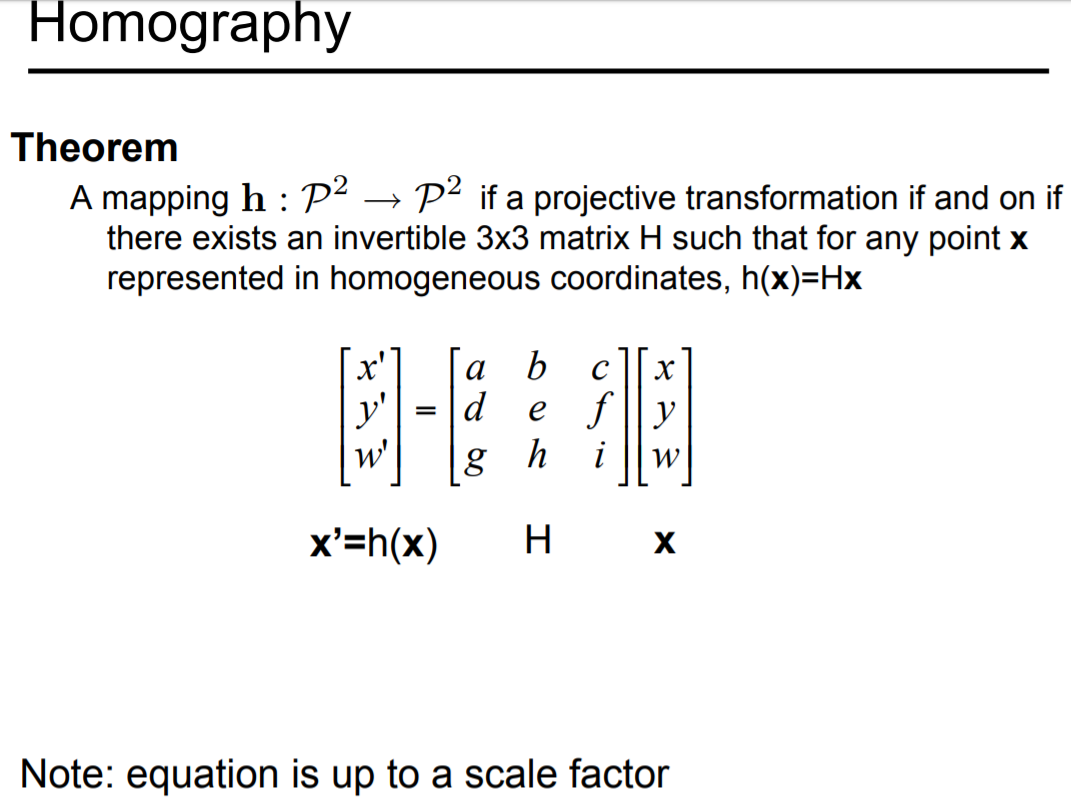 Homography
Theorem
A mapping h : P² → P² if a projective transformation if and on if
there exists an invertible 3x3 matrix H such that for any point x
represented in homogeneous coordinates, h(x)=Hx
[x'] = [a b c] [x]
[y'] = [d e f] [y]
[w'] = [g h i] [w]
x’=h(x) H x
Note: equation is up to a scale factor